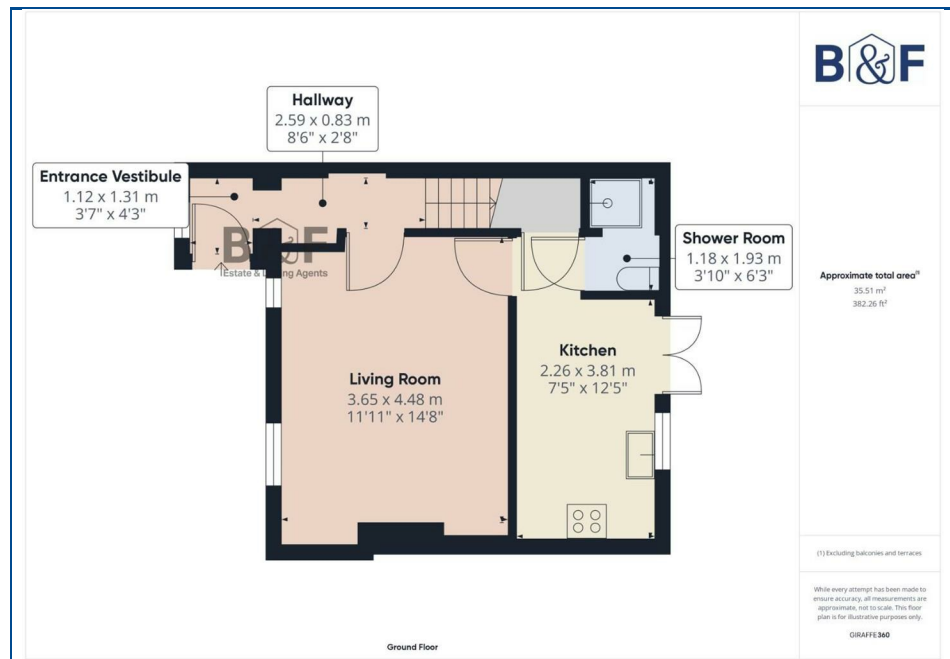 B&F
Hallway
2.59 x 0.83 m
8'6" x 2'8"
Entrance Vestibule
1.12 x 1.31 m
3'7" x 4'3"
B&F
Estate & Letting Agents
Shower Room
1.18 x 1.93 m
3'10" x 6'3"
Kitchen
2.26 x 3.81 m
7'5" x 12'5"
Living Room
3.65 x 4.48 m
11'11" x 14'8"
Ground Floor
Approximate total area(1)
35.51 m²
382.26 ft²
(1) Excluding balconies and terraces
While every attempt has been made to
ensure accuracy, all measurements are
approximate, not to scale. This floor
plan is for illustrative purposes only.
GIRAFFE360